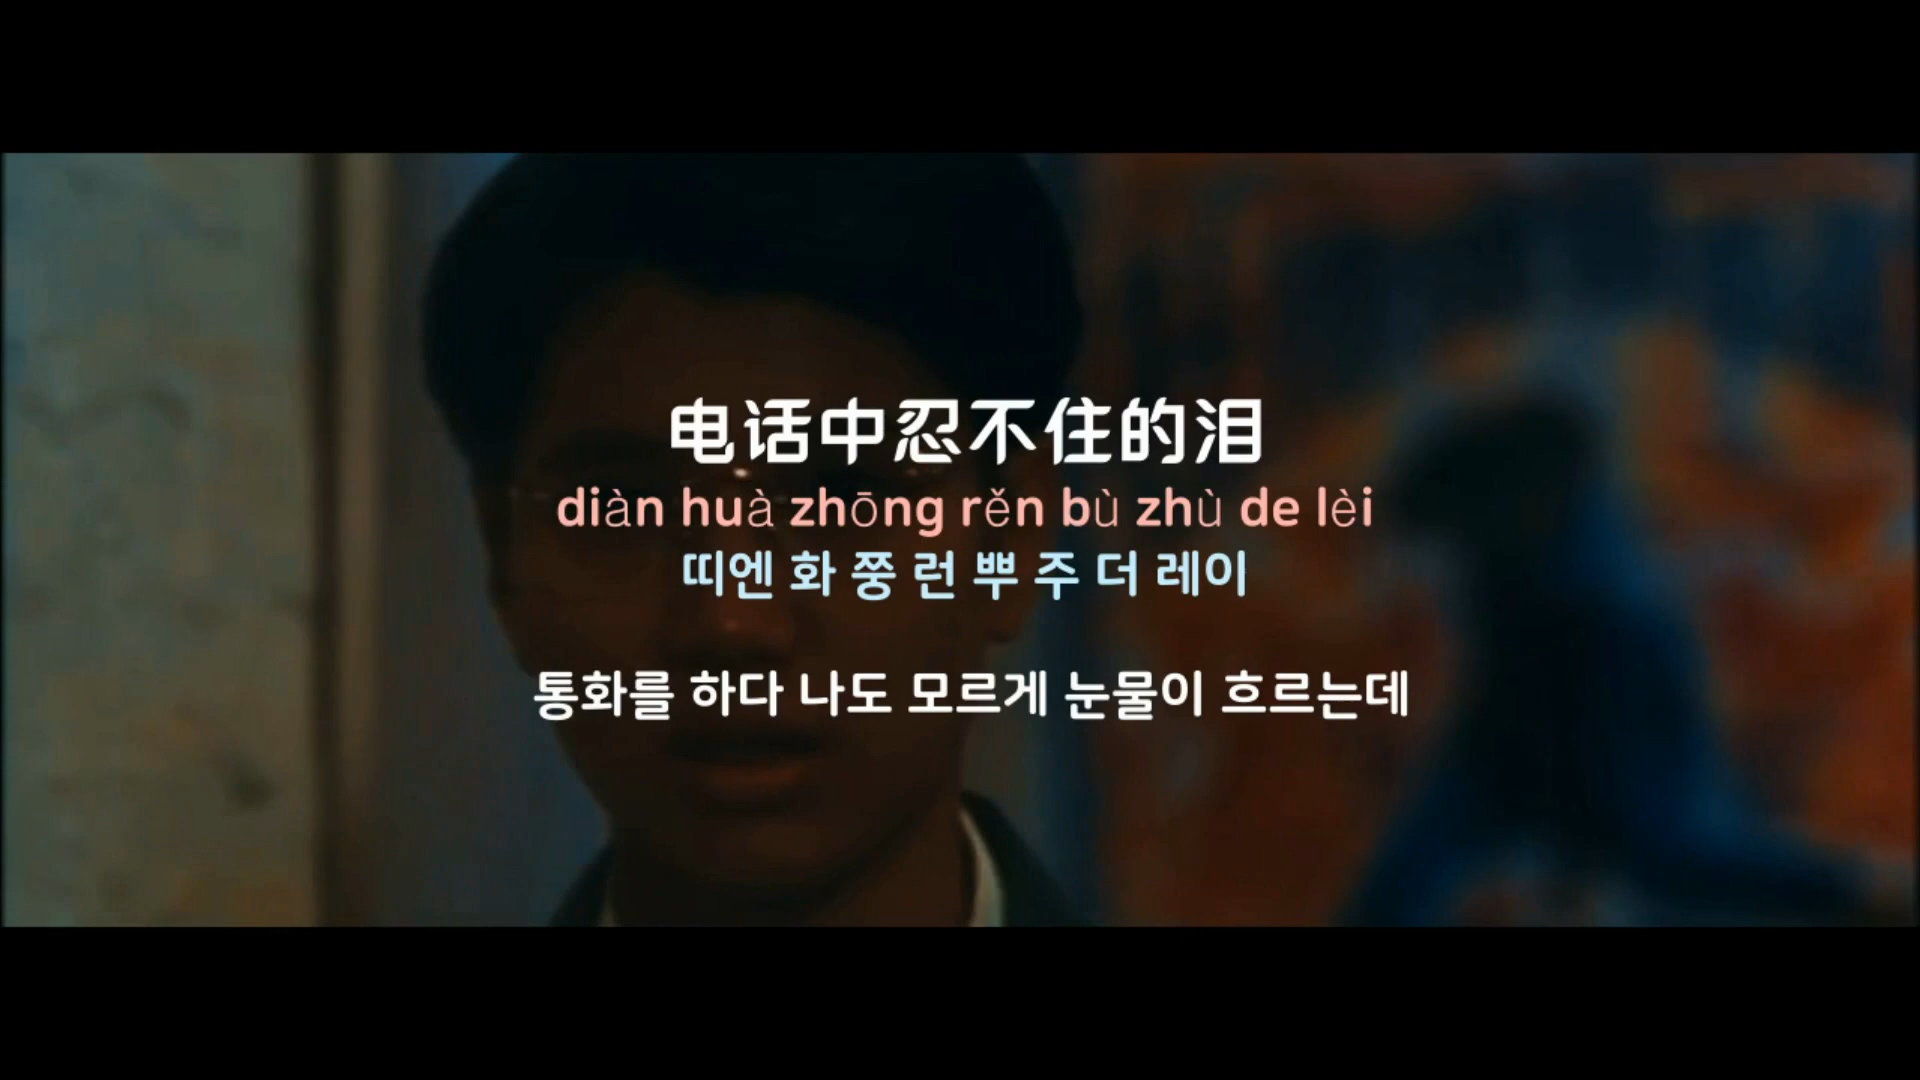 电话中忍不住的泪
diàn huà zhōng rěn bù zhù de lèi
띠엔 화 쭝 런 뿌 주 더 레이
통화를 하다 나도 모르게 눈물이 흐르는데